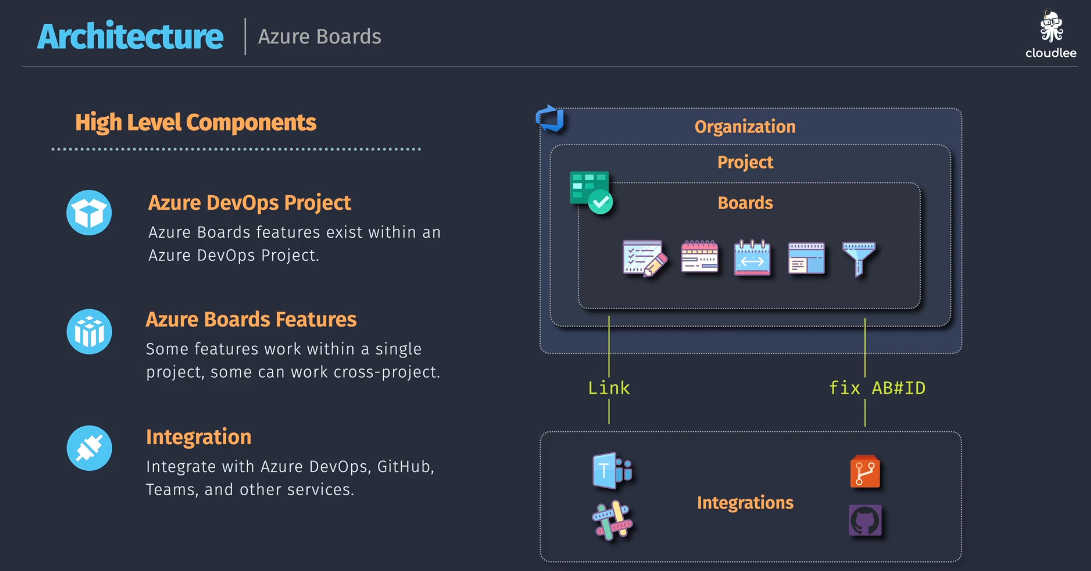 Architecture
Azure Boards
cloudlee
High Level Components
Azure DevOps Project
Azure Boards features exist within an
Azure DevOps Project.
Azure Boards Features
Some features work within a single
project, some can work cross-project.
Integration
Integrate with Azure DevOps, GitHub,
Teams, and other services.
Organization
Project
Boards
Link
fix AB#ID
T
Integrations